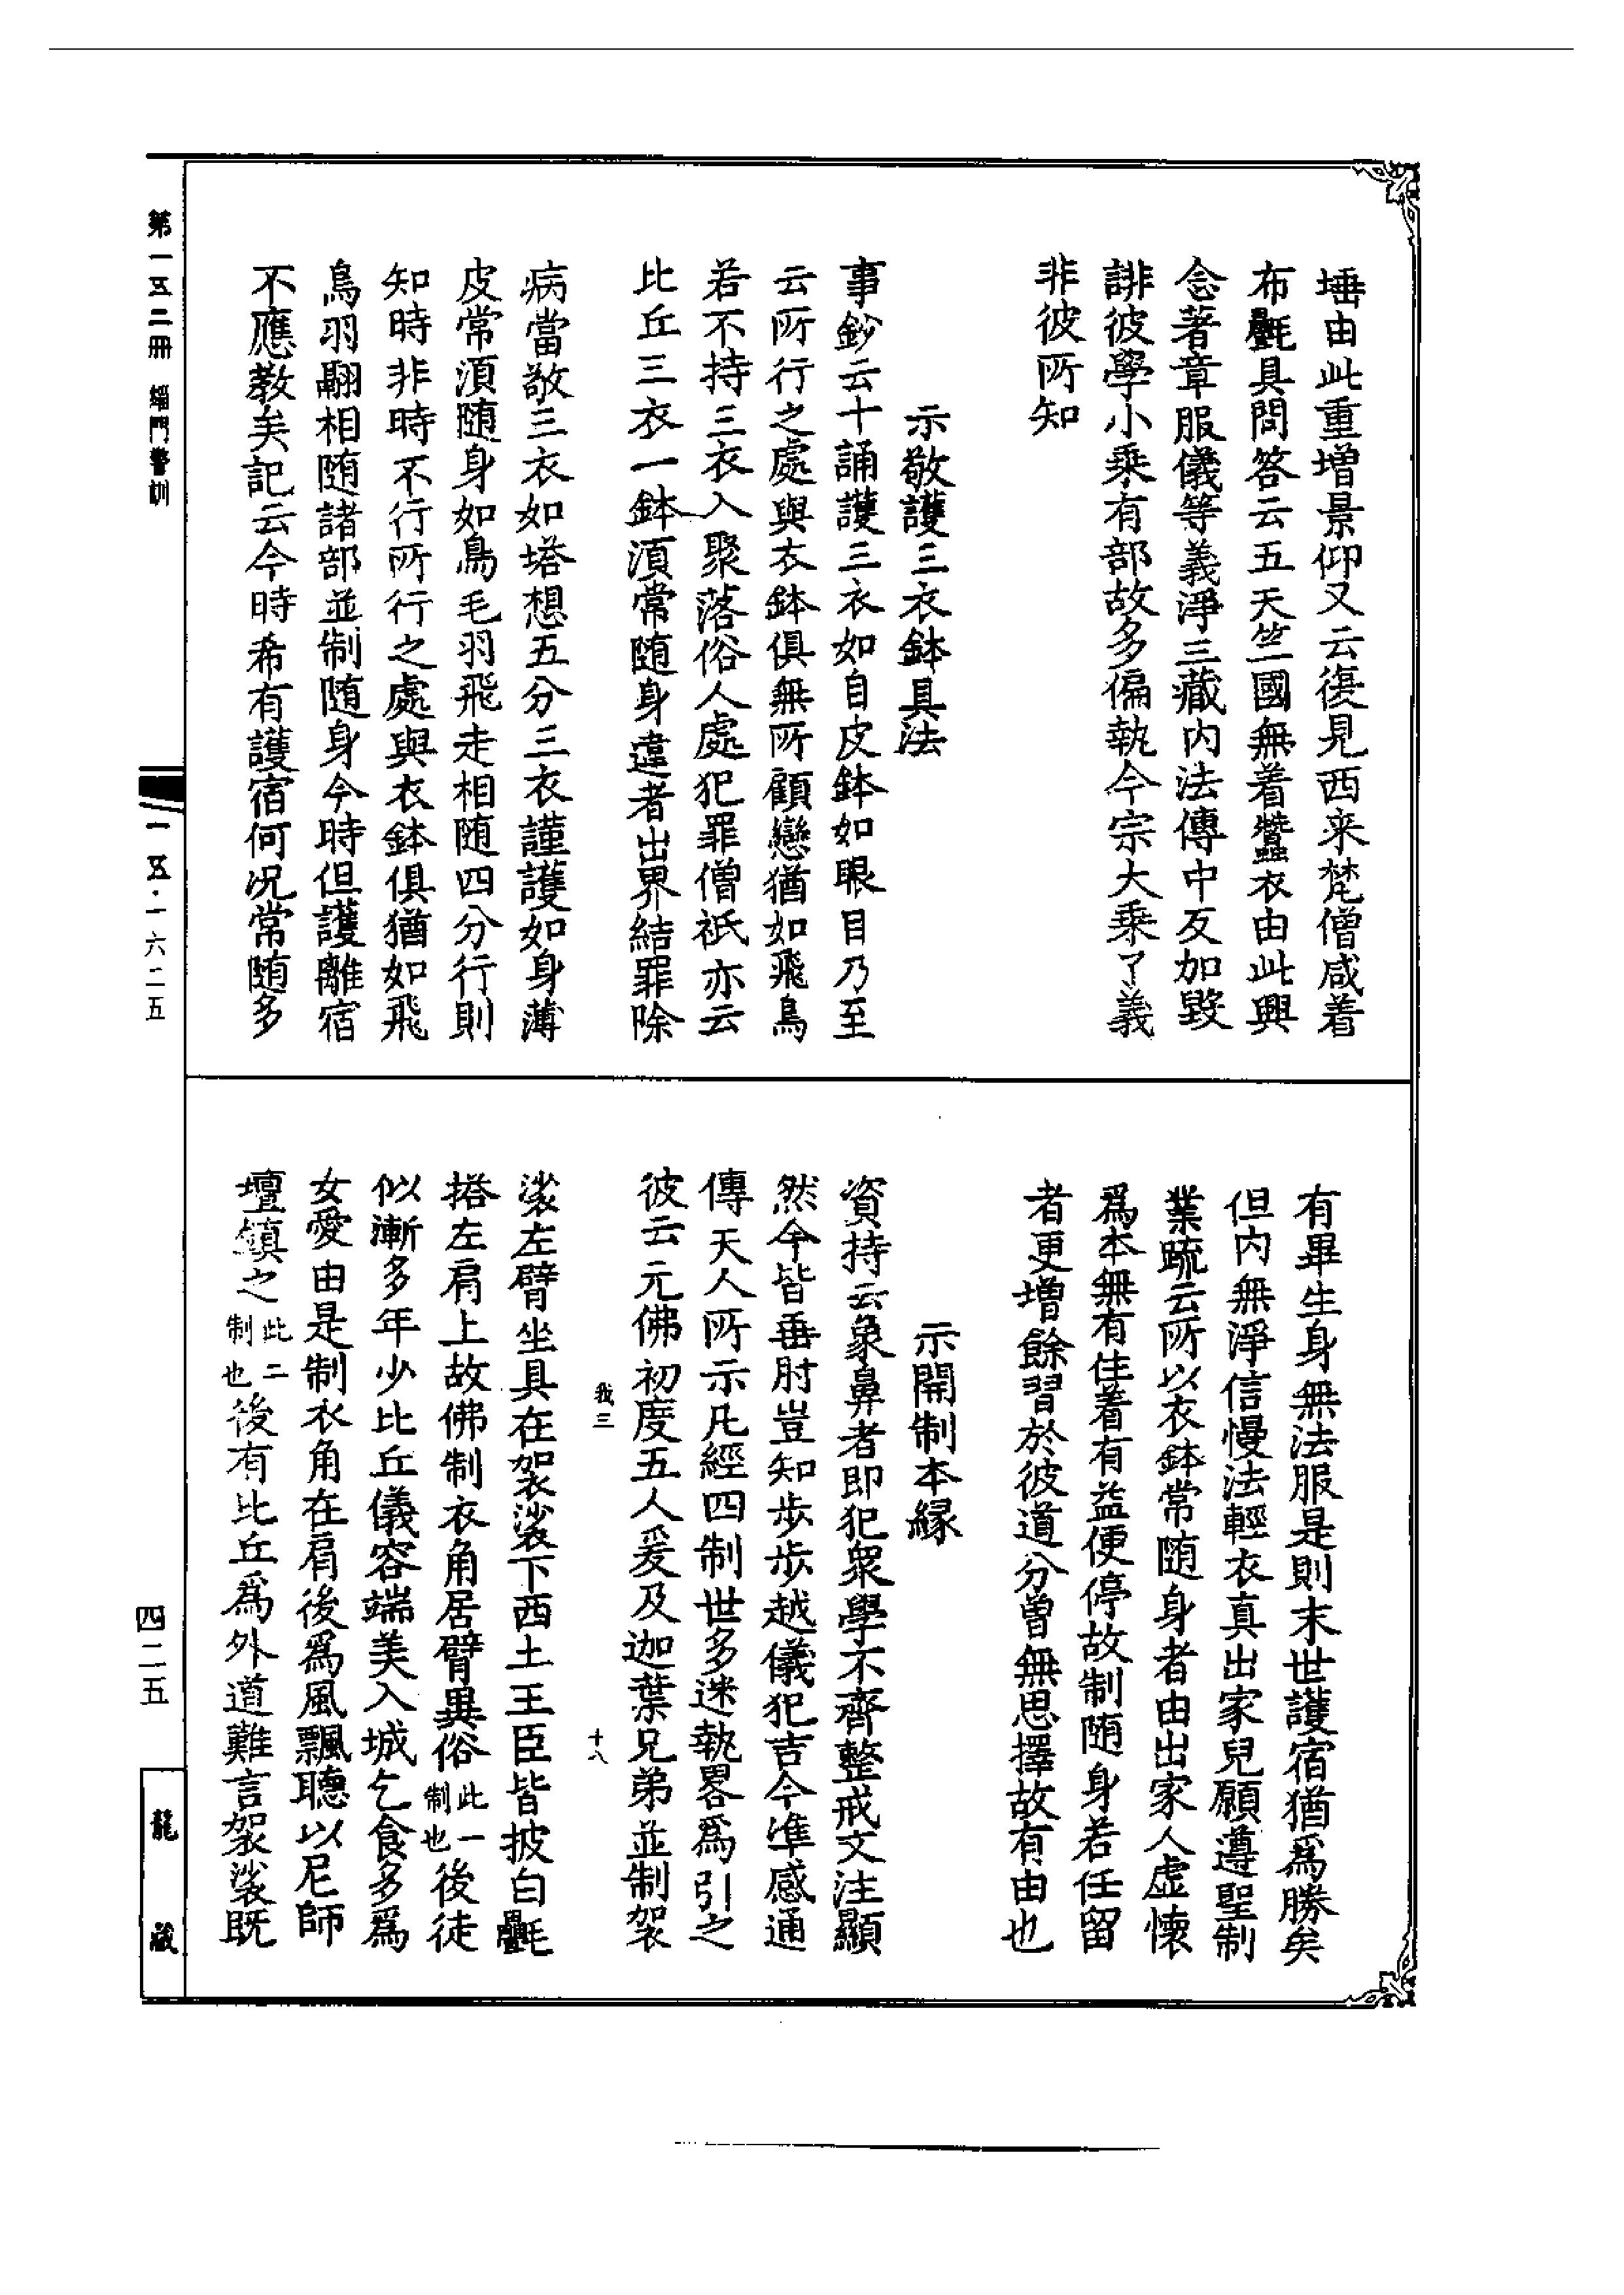 埵由此重增景仰又云復見西来梵僧咸着
布㲲具問答云五天竺國無着蠶衣由此興
念著章服儀等義淨三藏内法傳中反加毀
誹彼學小乘有部故多偏執今宗大乘了義
非彼所知
示敬護三衣鉢具法
事鈔云十誦護三衣如自皮鉢如眼目乃至
云所行之處與衣鉢俱無所顧戀猶如飛鳥
若不持三衣入聚落俗人處犯罪僧祇亦云
比丘三衣一鉢湏常随身違者出界結罪除
病當敬三衣如塔想五分三衣謹護如身薄
皮常湏随身如鳥毛羽飛走相随四分行則
知時非時不行所行之處與衣鉢俱猶如飛
鳥羽翮相随諸部並制随身今時但護離宿
不應教矣記云今時希有護宿何况常随多
有畢生身無法服是則末世護宿猶爲勝矣
但内無淨信慢法輕衣真出家兒願遵聖制
業疏云所以衣鉢常随身者由出家人虚懷
爲本無有住着有益便停故制随身若任留
者更增餘習於彼道分曾無思擇故有由也
示開制本緣
資持云象鼻者即犯衆學不齊整戒文注顯
然今皆垂肘豈知步步越儀犯吉今準感通
傳天人所示凡經四制世多迷執畧爲引之
彼云元佛初度五人爰及迦葉兄弟並制袈
我三
十八
裟左臂坐具在袈裟下西土王臣皆披白㲲
搭左肩上故佛制衣角居臂異俗此一制也後徒
似漸多年少比丘儀容端美入城乞食多爲
女愛由是制衣角在肩後爲風飄聽以尼師
壇鎮之此二制也後有比丘爲外道難言袈裟既
第一五二冊
緇門警訓
一五·一六二五
四二五
龍藏